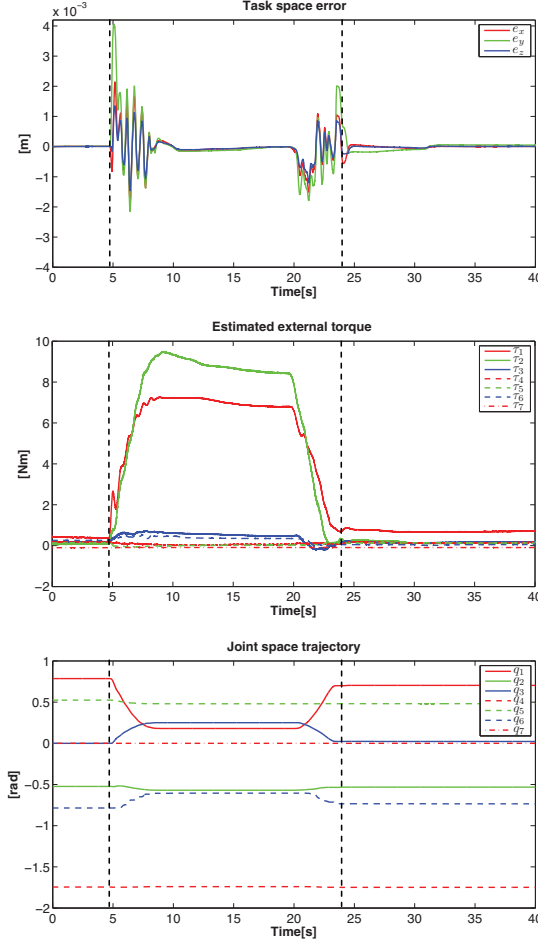 Task space error
x 10⁻³
4
3
2
1
0
−1
−2
−3
−4
[m]
0 5 10 15 20 25 30 35 40
Time[s]
e_x
e_y
e_z
Estimated external torque
10
8
6
4
2
0
−2
[Nm]
0 5 10 15 20 25 30 35 40
Time[s]
τ_1
τ_2
τ_3
τ_4
τ_5
τ_6
τ_7
Joint space trajectory
1
0.5
0
−0.5
−1
−1.5
−2
[rad]
0 5 10 15 20 25 30 35 40
Time[s]
q_1
q_2
q_3
q_4
q_5
q_6
q_7